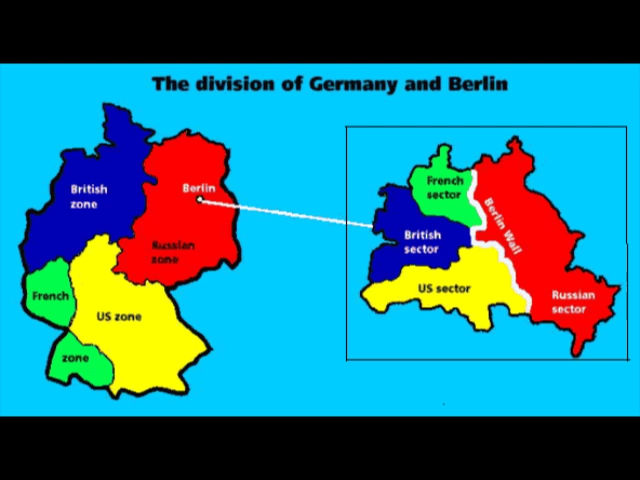 The division of Germany and Berlin
British
zone
Berlin
Russian
zone
French
US zone
zone
French
sector
Berlin Wall
British
sector
US sector
Russian
sector